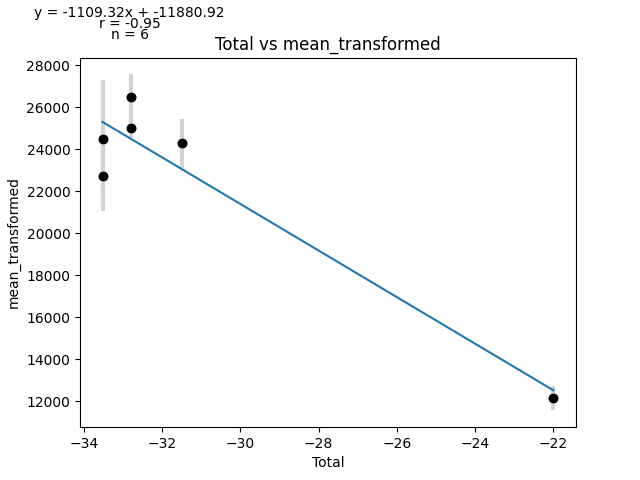 y = -1109.32x + -11880.92
r = -0.95
n = 6
Total vs mean_transformed
28000
26000
24000
22000
20000
18000
16000
14000
12000
mean_transformed
−34
−32
−30
−28
−26
−24
−22
Total